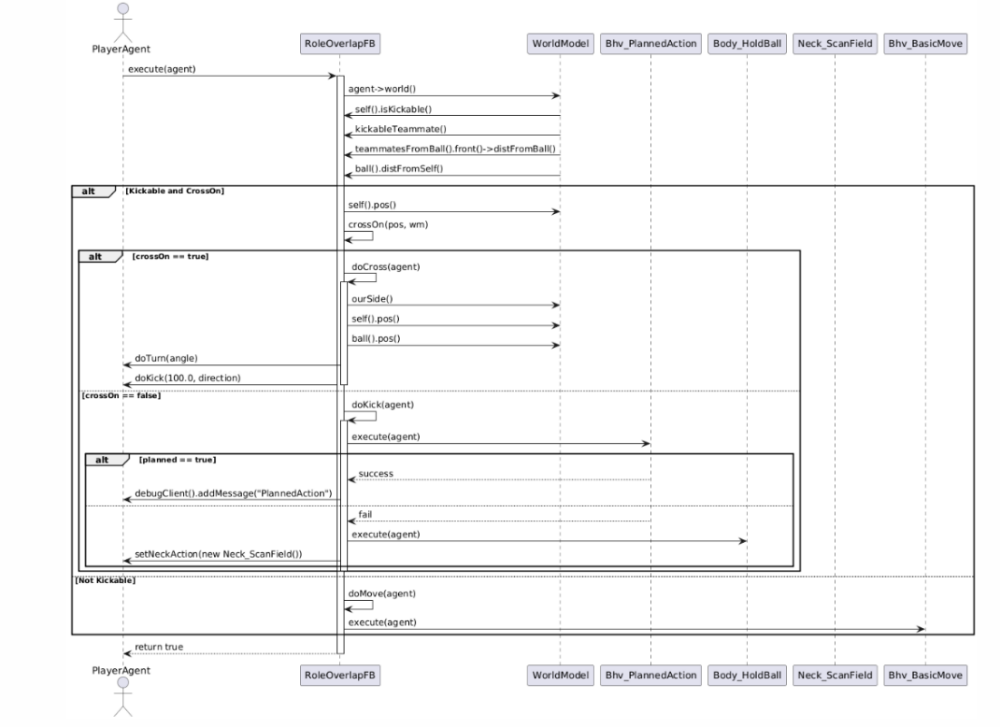 PlayerAgent
RoleOverlapFB
WorldModel
Bhv_PlannedAction
Body_HoldBall
Neck_ScanField
Bhv_BasicMove
execute(agent)
agent->world()
self().isKickable()
kickableTeammate()
teammatesFromBall().front()->distFromBall()
ball().distFromSelf()
alt [Kickable and CrossOn]
self().pos()
crossOn(pos, wm)
alt [crossOn == true]
doCross(agent)
ourSide()
self().pos()
ball().pos()
doTurn(angle)
doKick(100.0, direction)
[crossOn == false]
doKick(agent)
execute(agent)
alt [planned == true]
success
debugClient().addMessage("PlannedAction")
fail
execute(agent)
setNeckAction(new Neck_ScanField())
[Not Kickable]
doMove(agent)
execute(agent)
return true
PlayerAgent
RoleOverlapFB
WorldModel
Bhv_PlannedAction
Body_HoldBall
Neck_ScanField
Bhv_BasicMove